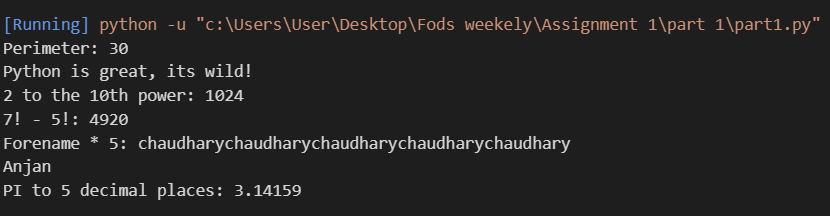 [Running] python -u "c:\Users\User\Desktop\Fods weekely\Assignment 1\part 1\part1.py"
Perimeter: 30
Python is great, its wild!
2 to the 10th power: 1024
7! - 5!: 4920
Forename * 5: chaudharychaudharychaudharychaudharychaudhary
Anjan
PI to 5 decimal places: 3.14159